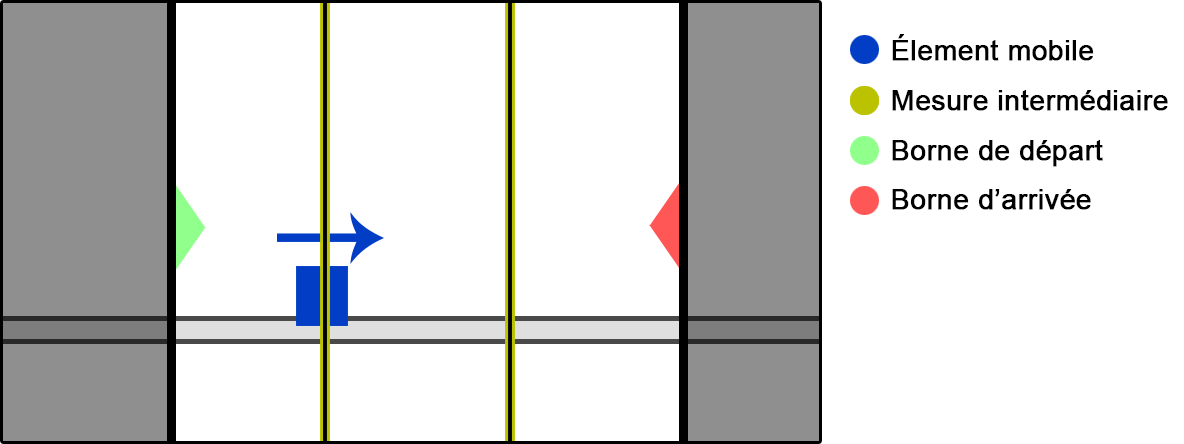 Élement mobile
Mesure intermédiaire
Borne de départ
Borne d’arrivée